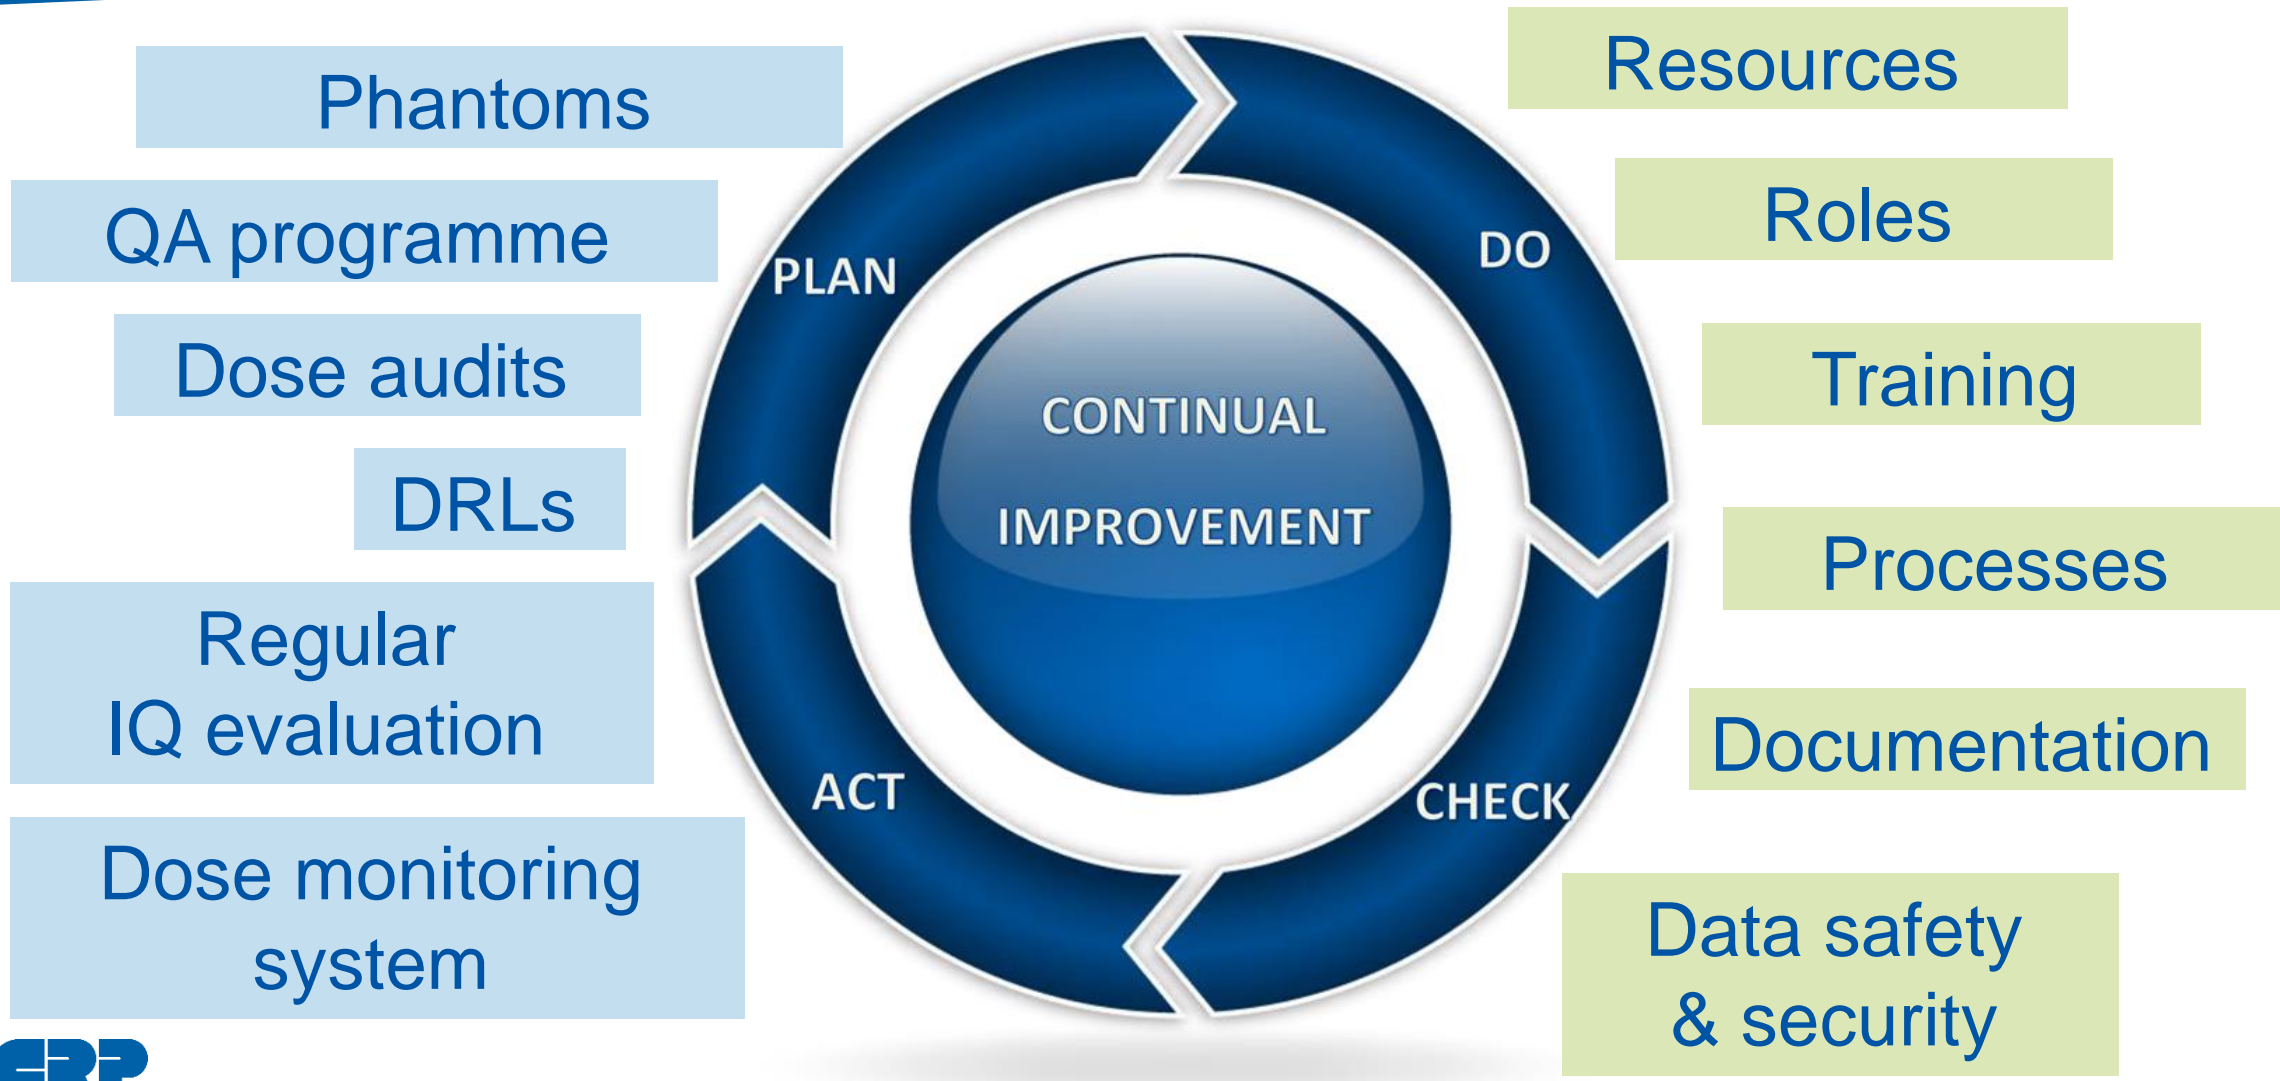 Phantoms
QA programme
Dose audits
DRLs
Regular
IQ evaluation
Dose monitoring
system
PLAN
DO
CHECK
ACT
CONTINUAL
IMPROVEMENT
Resources
Roles
Training
Processes
Documentation
Data safety
& security